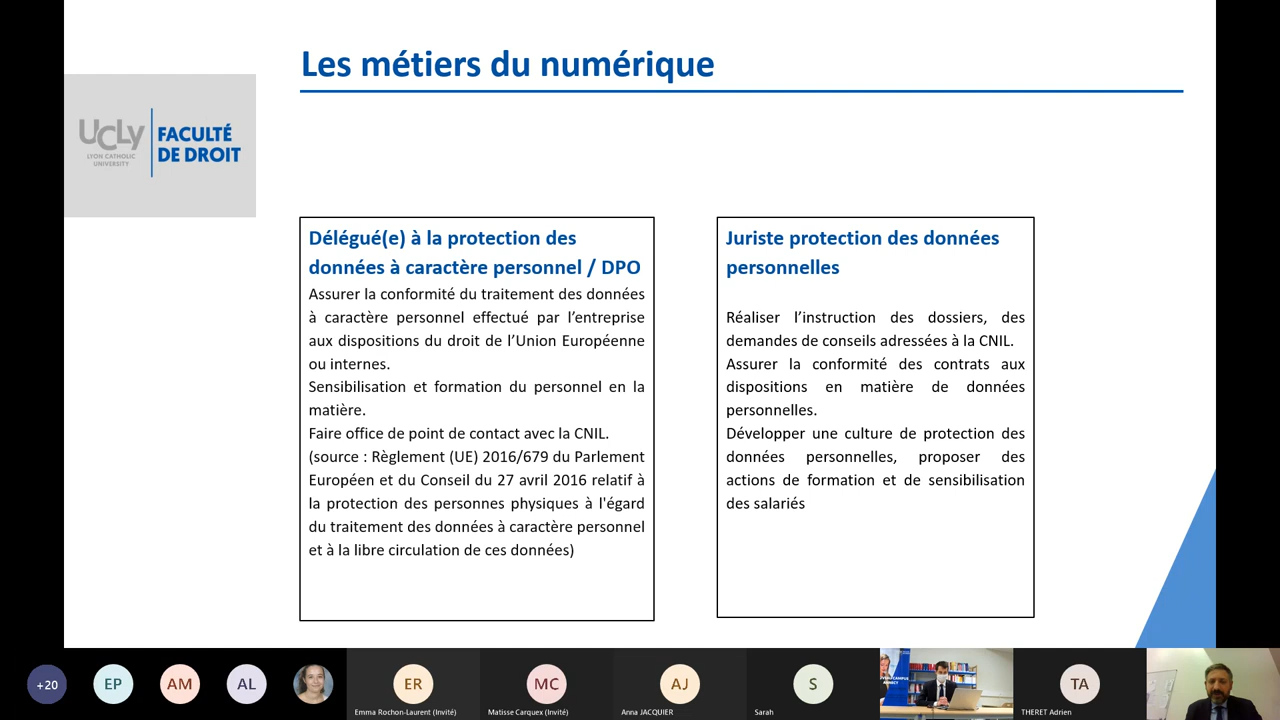 Les métiers du numérique
UCLy
LYON CATHOLIC
UNIVERSITY
FACULTÉ
DE DROIT
Délégué(e) à la protection des
données à caractère personnel / DPO
Assurer la conformité du traitement des données
à caractère personnel effectué par l’entreprise
aux dispositions du droit de l’Union Européenne
ou internes.
Sensibilisation et formation du personnel en la
matière.
Faire office de point de contact avec la CNIL.
(source : Règlement (UE) 2016/679 du Parlement
Européen et du Conseil du 27 avril 2016 relatif à
la protection des personnes physiques à l'égard
du traitement des données à caractère personnel
et à la libre circulation de ces données)
Juriste protection des données
personnelles
Réaliser l’instruction des dossiers, des
demandes de conseils adressées à la CNIL.
Assurer la conformité des contrats aux
dispositions en matière de données
personnelles.
Développer une culture de protection des
données personnelles, proposer des
actions de formation et de sensibilisation
des salariés
+20
EP
AM
AL
ER
Emma Rochon-Laurent (Invité)
MC
Matisse Carquex (Invité)
AJ
Anna JACQUIER
S
Sarah
TA
THERET Adrien